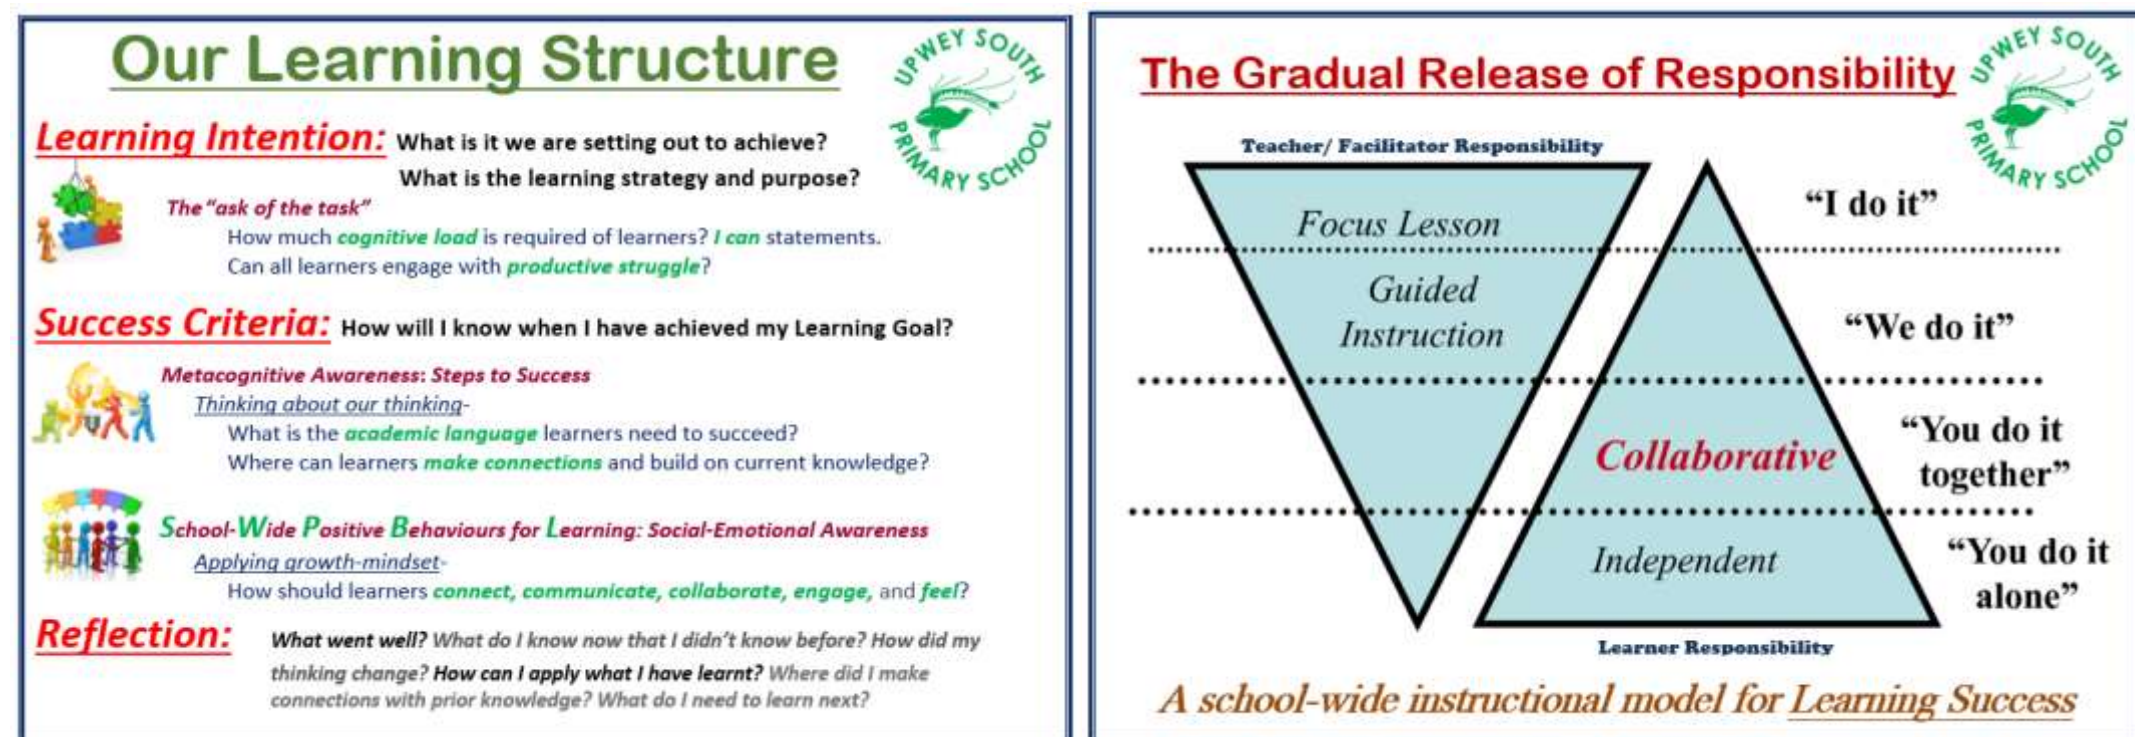 Our Learning Structure
UPWEY SOUTH
PRIMARY SCHOOL
Learning Intention: What is it we are setting out to achieve?
What is the learning strategy and purpose?
The "ask of the task"
How much cognitive load is required of learners? I can statements.
Can all learners engage with productive struggle?
Success Criteria: How will I know when I have achieved my Learning Goal?
Metacognitive Awareness: Steps to Success
Thinking about our thinking-
What is the academic language learners need to succeed?
Where can learners make connections and build on current knowledge?
School-Wide Positive Behaviours for Learning: Social-Emotional Awareness
Applying growth-mindset-
How should learners connect, communicate, collaborate, engage, and feel?
Reflection: What went well? What do I know now that I didn't know before? How did my
thinking change? How can I apply what I have learnt? Where did I make
connections with prior knowledge? What do I need to learn next?
The Gradual Release of Responsibility
UPWEY SOUTH
PRIMARY SCHOOL
Teacher/ Facilitator Responsibility
Focus Lesson
"I do it"
Guided
Instruction
"We do it"
Collaborative
"You do it
together"
Independent
"You do it
alone"
Learner Responsibility
A school-wide instructional model for Learning Success